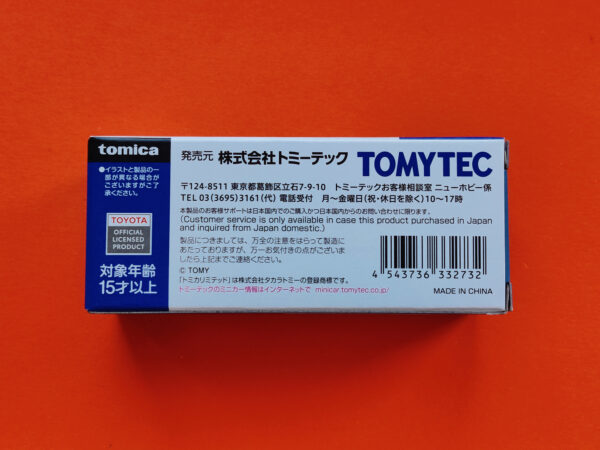 tomica
●イラストと製品の一
部が異なる場合が
ございますがご了
承ください。
TOYOTA
OFFICIAL
LICENSED
PRODUCT
対象年齢
15才以上
発売元 株式会社トミーテック TOMYTEC
〒124-8511 東京都葛飾区立石7-9-10 トミーテックお客様相談室 ニューホビー係
TEL 03(3695)3161(代) 電話受付 月〜金曜日(祝・休日を除く)10〜17時
本製品のお客様サポートは日本国内でのご購入かつ日本国内からのお問い合わせに限ります。
(Customer service is only available in case this product purchased in Japan
and inquired from Japan domestic.)
製品につきましては、万全の注意をはらって製造に
あたっておりますが、万一お気付きの点がございま
したら上記までご連絡ください。
© TOMY
「トミカリミテッド」は株式会社タカラトミーの登録商標です。
トミーテックのミニカー情報はインターネットで minicar.tomytec.co.jp/
4 543736 332732
MADE IN CHINA